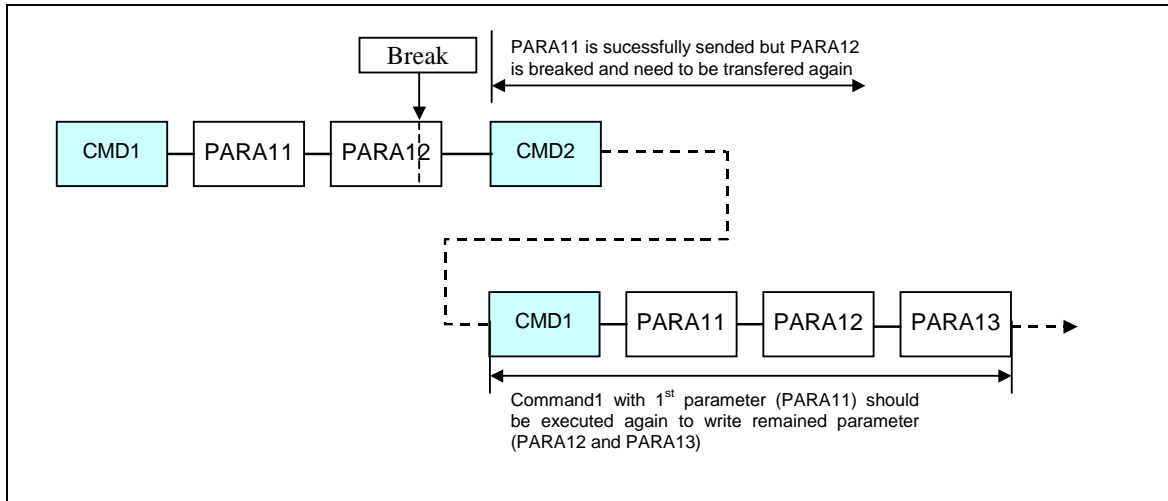 Break
PARA11 is sucessfully sended but PARA12
is breaked and need to be transfered again
CMD1
PARA11
PARA12
CMD2
CMD1
PARA11
PARA12
PARA13
Command1 with 1st parameter (PARA11) should
be executed again to write remained parameter
(PARA12 and PARA13)